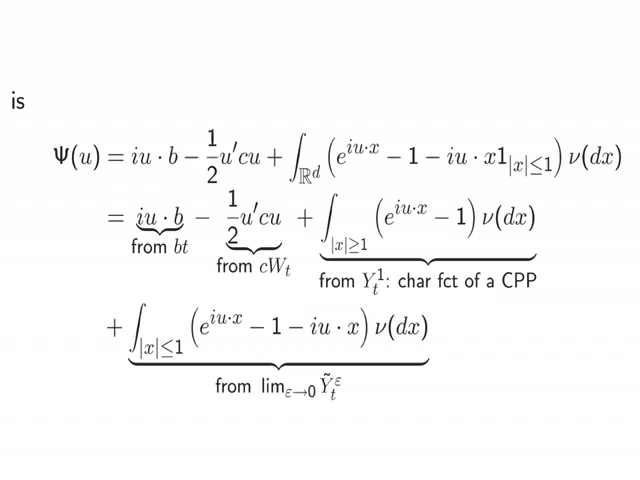 is
Ψ(u) = iu · b − 1/2 u′cu + ∫_{ℝ^d} (e^{iu·x} − 1 − iu · x1_{|x|≤1}) ν(dx)
= iu · b − 1/2 u′cu + ∫_{|x|≥1} (e^{iu·x} − 1) ν(dx)
from bt from cW_t from Y_t^1: char fct of a CPP
+ ∫_{|x|≤1} (e^{iu·x} − 1 − iu · x) ν(dx)
from lim_{ε→0} Ỹ_t^ε